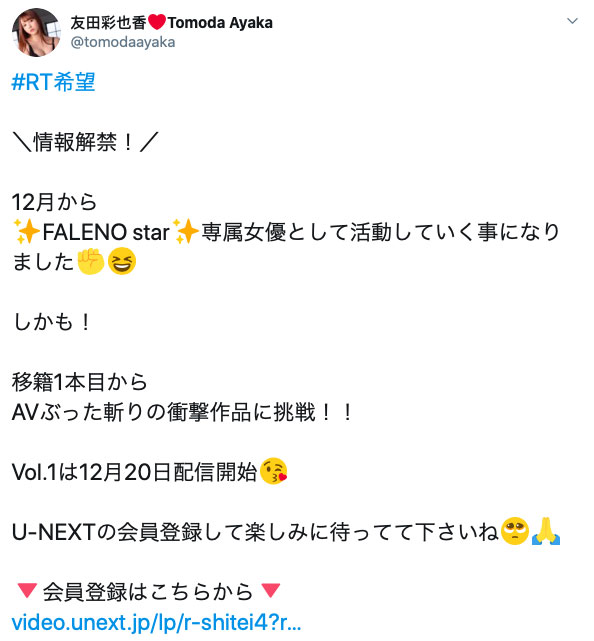 友田彩也香❤️Tomoda Ayaka
@tomodaayaka
#RT希望
＼情報解禁！／
12月から
✨FALENO star✨専属女優として活動していく事になり
ました✊😆
しかも！
移籍1本目から
AVぶった斬りの衝撃作品に挑戦！！
Vol.1は12月20日配信開始😘
U-NEXTの会員登録して楽しみに待ってて下さいね🥺🙏
🔻会員登録はこちらから🔻
video.unext.jp/lp/r-shitei4?r...